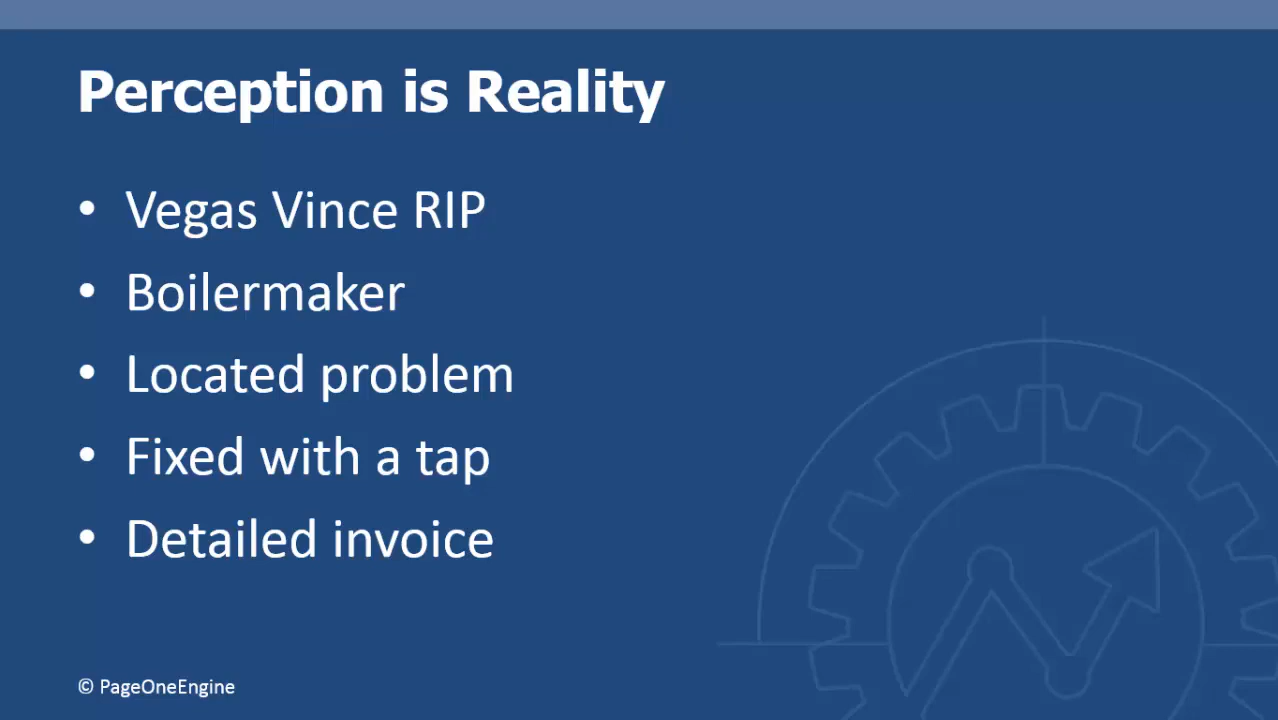 Perception is Reality
• Vegas Vince RIP
• Boilermaker
• Located problem
• Fixed with a tap
• Detailed invoice
© PageOneEngine